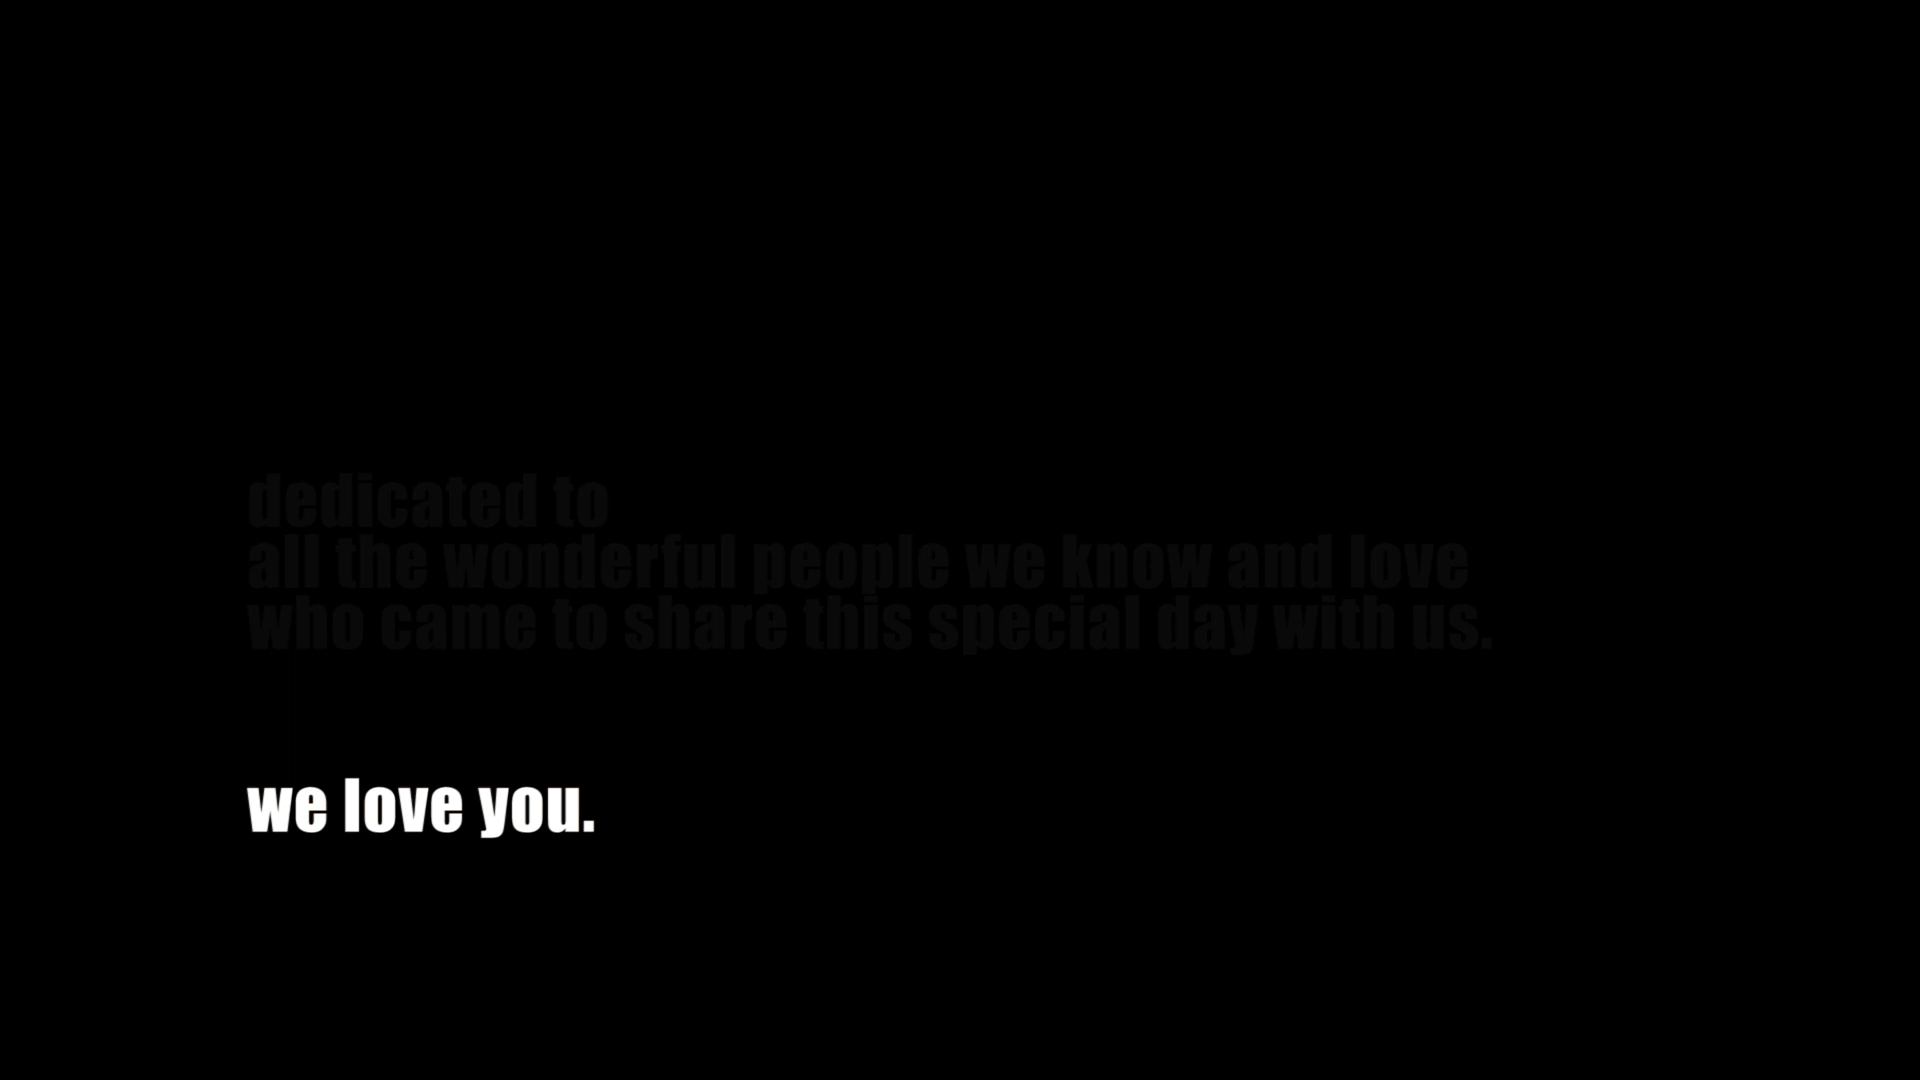 dedicated to
all the wonderful people we know and love
who came to share this special day with us.
we love you.